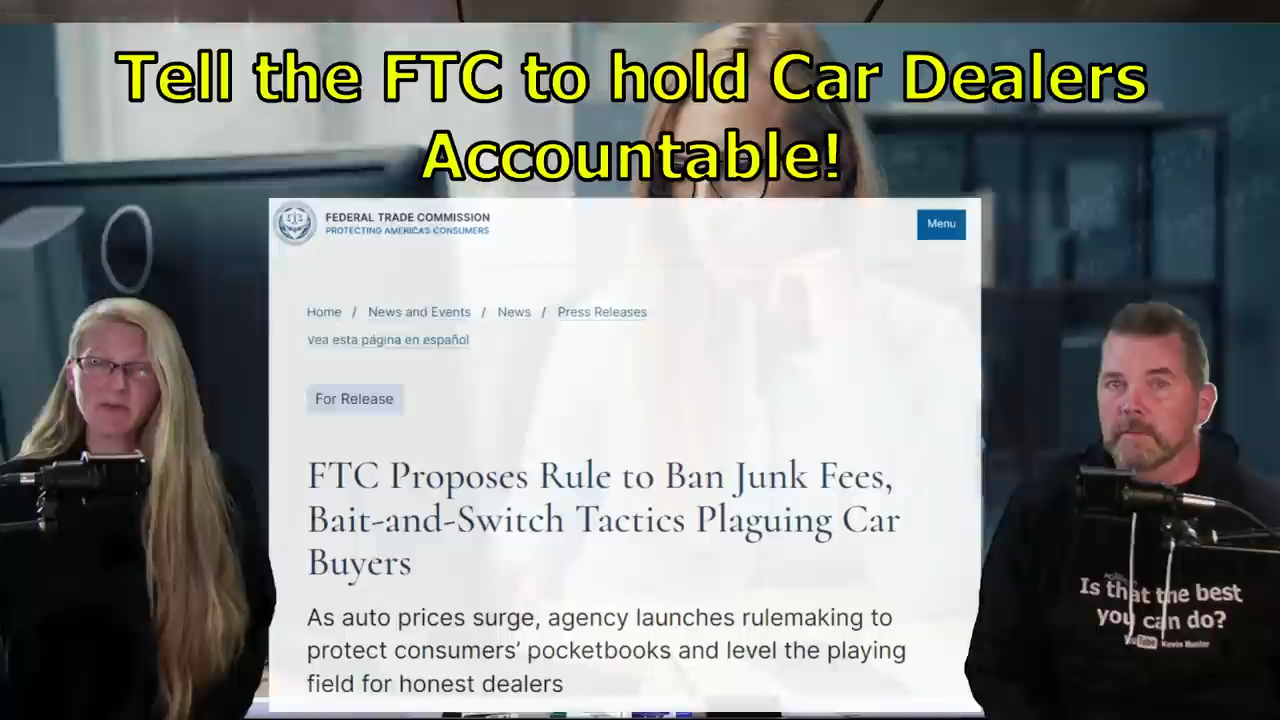 Tell the FTC to hold Car Dealers
Accountable!
FEDERAL TRADE COMMISSION
PROTECTING AMERICA'S CONSUMERS
Menu
Home / News and Events / News / Press Releases
Vea esta página en español
For Release
FTC Proposes Rule to Ban Junk Fees,
Bait-and-Switch Tactics Plaguing Car
Buyers
As auto prices surge, agency launches rulemaking to
protect consumers' pocketbooks and level the playing
field for honest dealers
Is that the best
you can do?
YouTube Kevin Hunter